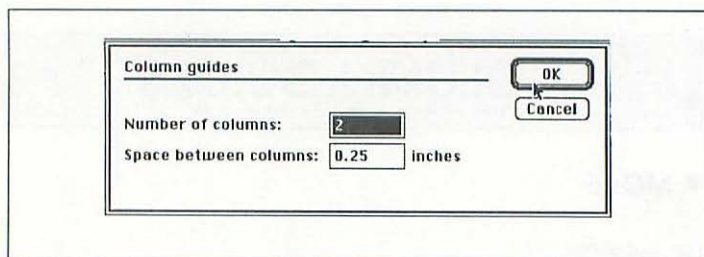 Column guides
OK
Cancel
Number of columns: 2
Space between columns: 0.25 inches